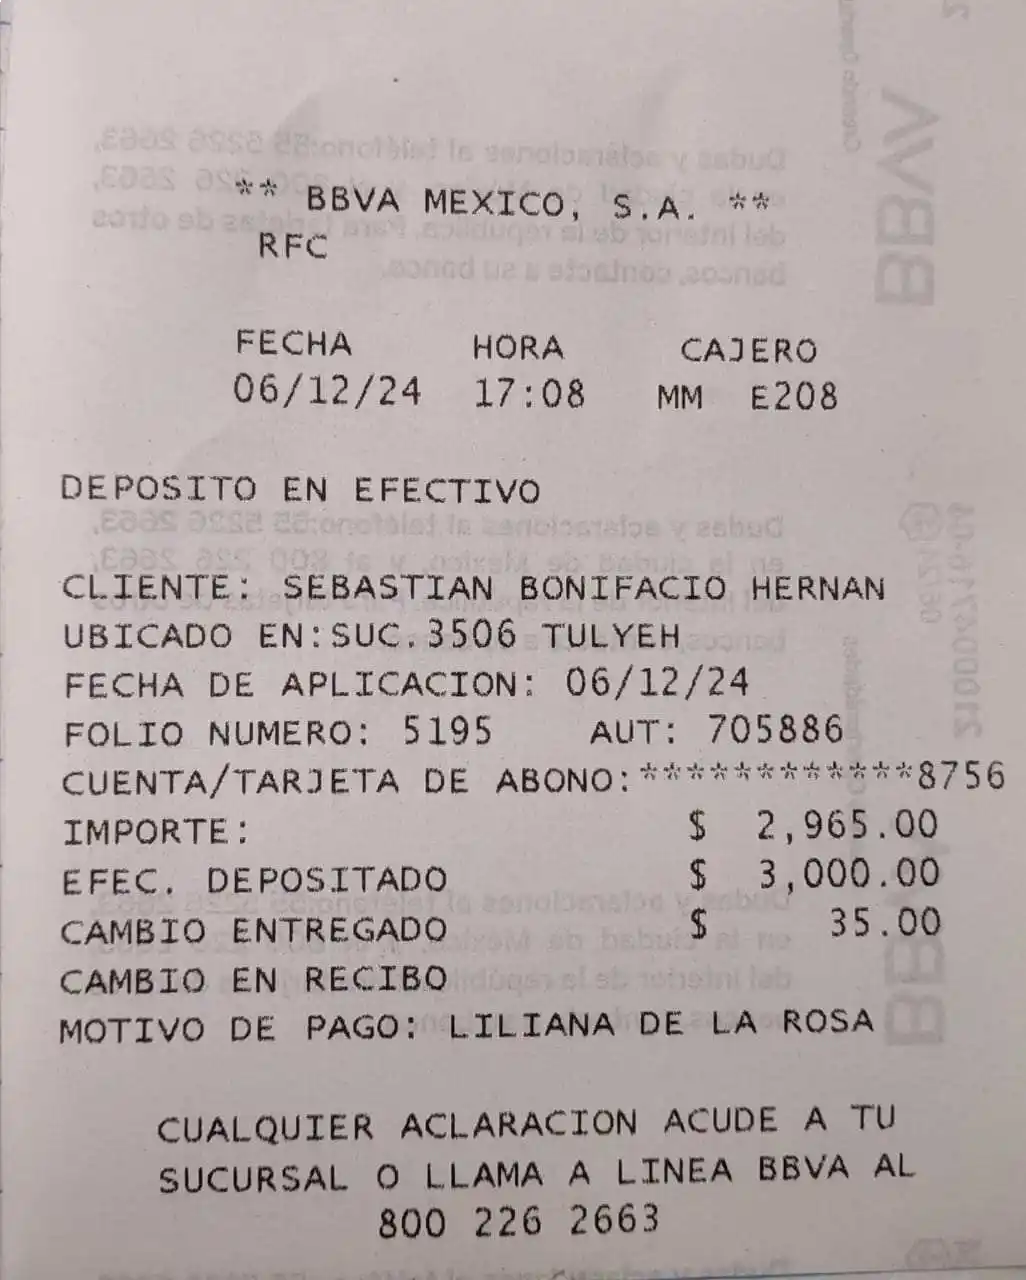 ** BBVA MEXICO, S.A. **
RFC
FECHA HORA CAJERO
06/12/24 17:08 MM E208
DEPOSITO EN EFECTIVO
CLIENTE: SEBASTIAN BONIFACIO HERNAN
UBICADO EN:SUC.3506 TULYEH
FECHA DE APLICACION: 06/12/24
FOLIO NUMERO: 5195 AUT: 705886
CUENTA/TARJETA DE ABONO:************8756
IMPORTE: $ 2,965.00
EFEC. DEPOSITADO $ 3,000.00
CAMBIO ENTREGADO $ 35.00
CAMBIO EN RECIBO
MOTIVO DE PAGO: LILIANA DE LA ROSA
CUALQUIER ACLARACION ACUDE A TU
SUCURSAL O LLAMA A LINEA BBVA AL
800 226 2663